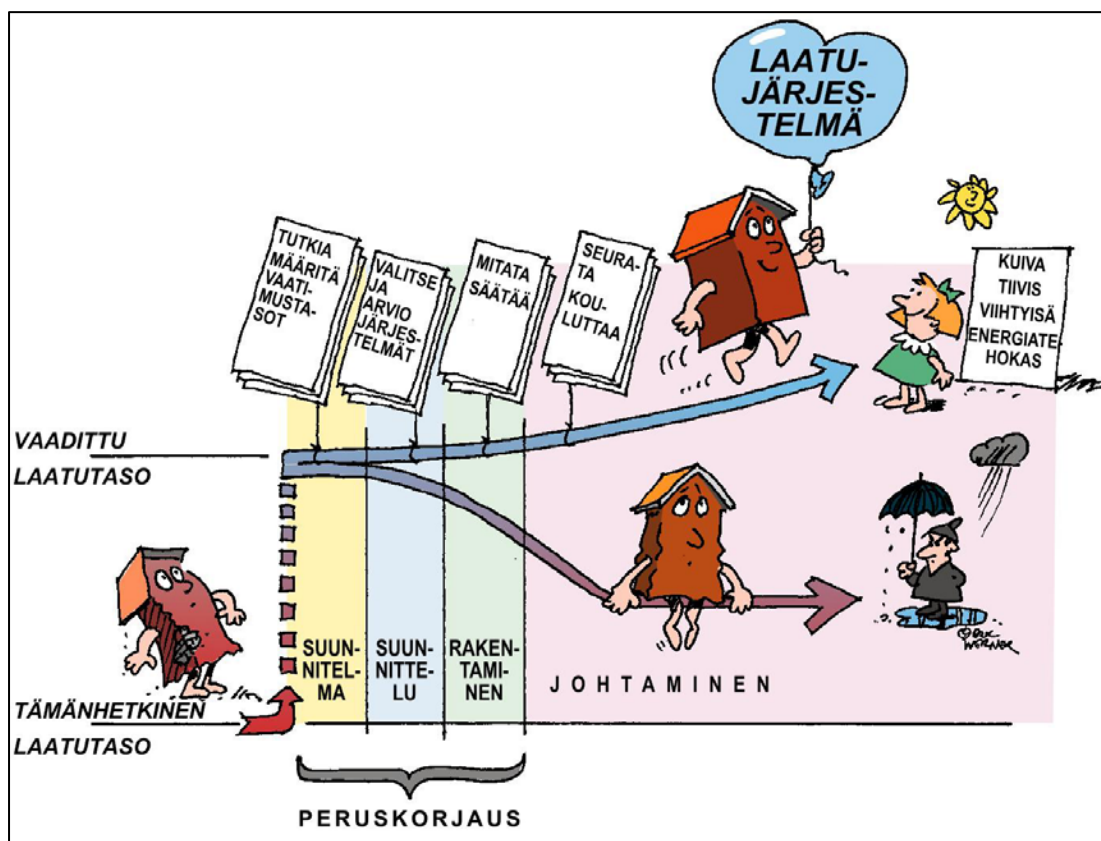 LAATU-
JÄRJES-
TELMÄ
TUTKIA
MÄÄRITÄ
VAATI-
MUSTA-
SOT
VALITSE
JA
ARVIO
JÄRJES-
TELMÄT
MITATA
SÄÄTÄÄ
SEURA-
TA
KOU-
LUTTAA
KUIVA
TIIVIS
VIIHTYISÄ
ENERGIATE
HOKAS
VAADITTU
LAATUTASO
SUUN-
NITEL-
MA
SUUN-
NITTE-
LU
RAKEN-
TAMI-
NEN
JOHTAMINEN
TÄMÄNHETKINEN
LAATUTASO
PERUSKORJAUS
WERNER